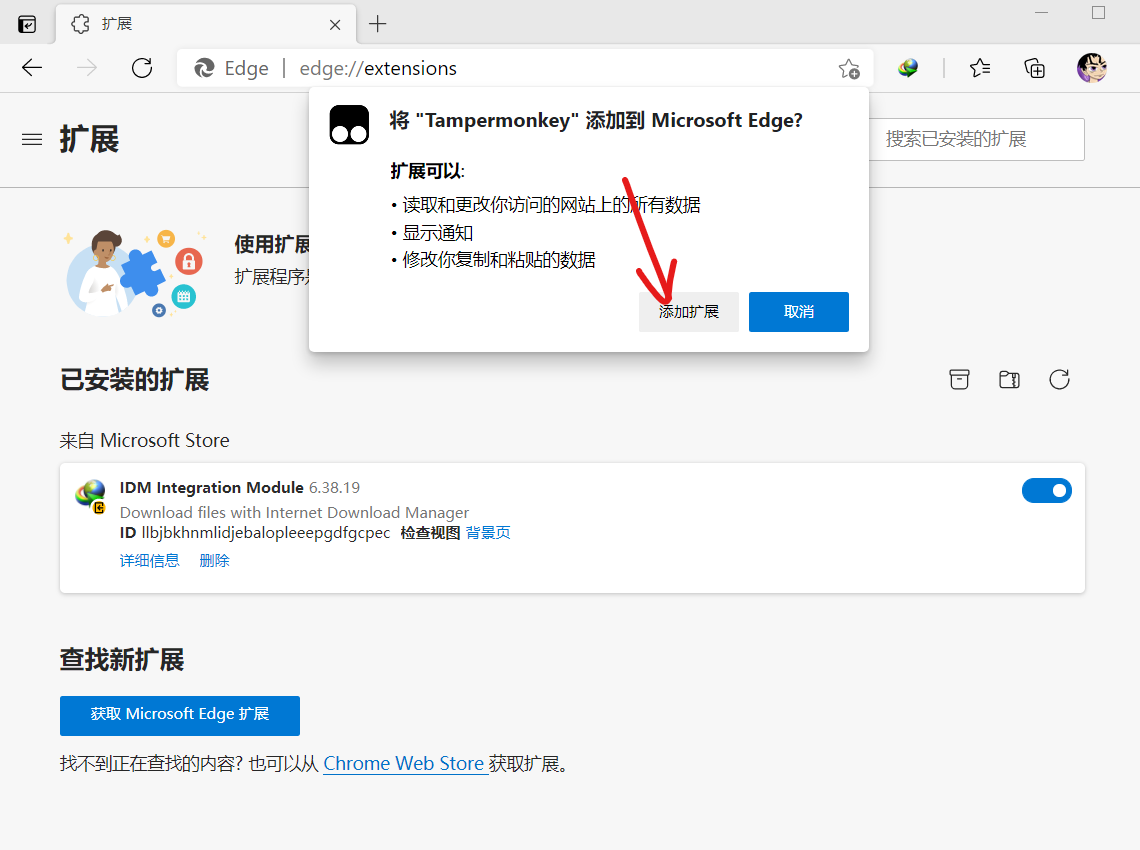 扩展
Edge | edge://extensions
扩展
搜索已安装的扩展
将 "Tampermonkey" 添加到 Microsoft Edge?
扩展可以:
• 读取和更改你访问的网站上的所有数据
• 显示通知
• 修改你复制和粘贴的数据
添加扩展
取消
使用扩展
扩展程序是
已安装的扩展
来自 Microsoft Store
IDM Integration Module 6.38.19
Download files with Internet Download Manager
ID llbjbkhnmlidjebalopleeepgdfgcpec 检查视图 背景页
详细信息 删除
查找新扩展
获取 Microsoft Edge 扩展
找不到正在查找的内容? 也可以从 Chrome Web Store 获取扩展。